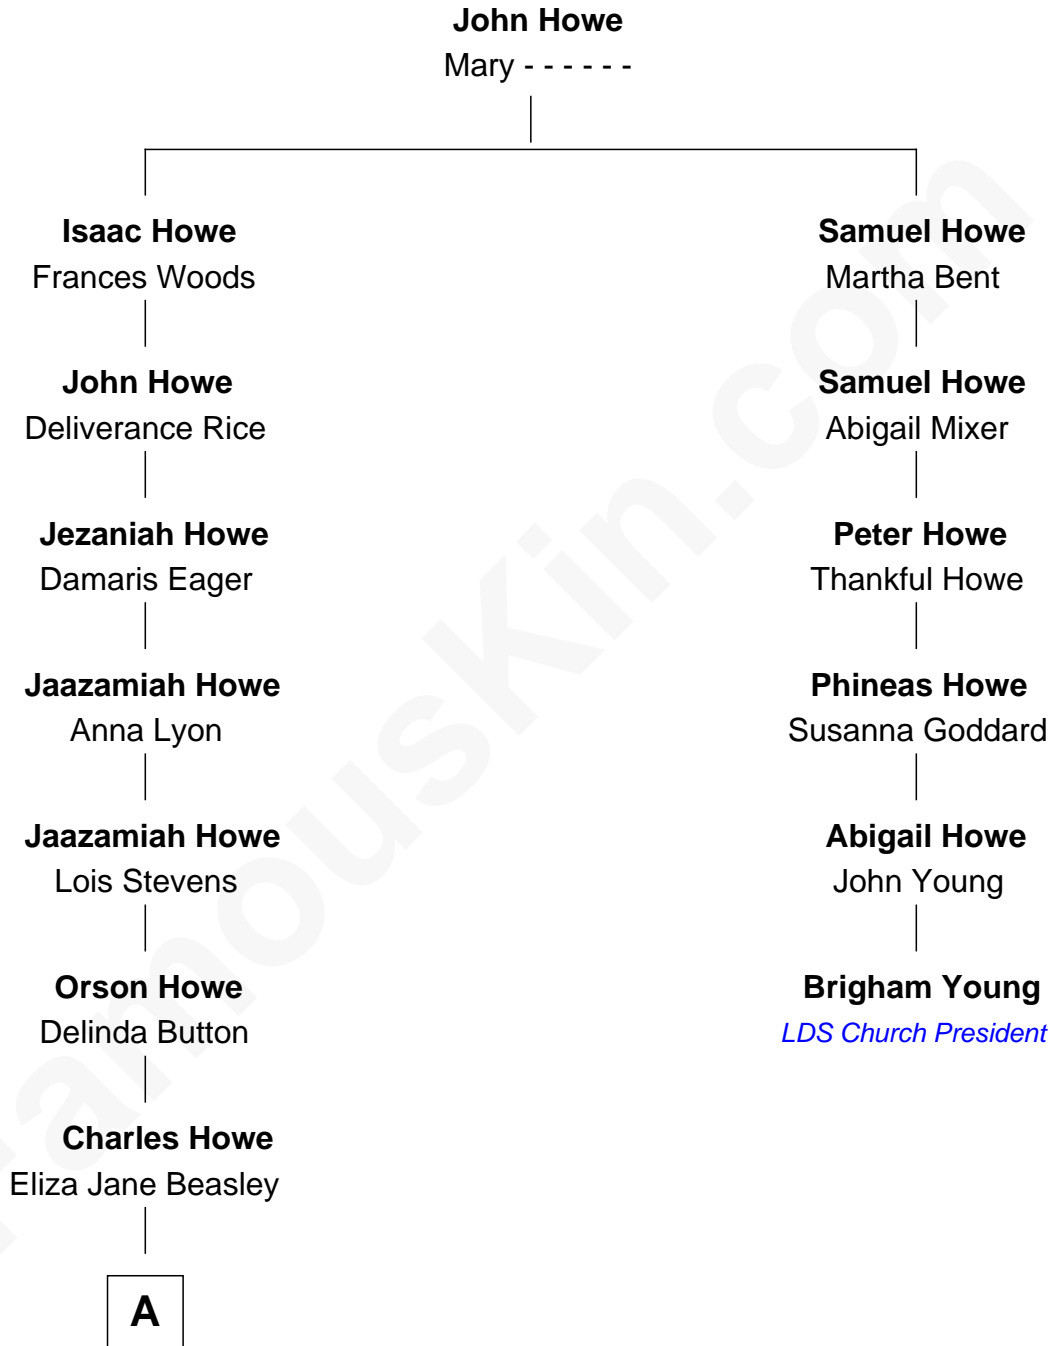 John Howe
Mary - - - - - -
Isaac Howe
Frances Woods
Samuel Howe
Martha Bent
John Howe
Deliverance Rice
Samuel Howe
Abigail Mixer
Jezaniah Howe
Damaris Eager
Peter Howe
Thankful Howe
Jaazamiah Howe
Anna Lyon
Phineas Howe
Susanna Goddard
Jaazamiah Howe
Lois Stevens
Abigail Howe
John Young
Orson Howe
Delinda Button
Brigham Young
LDS Church President
Charles Howe
Eliza Jane Beasley
A
FamousKin.com